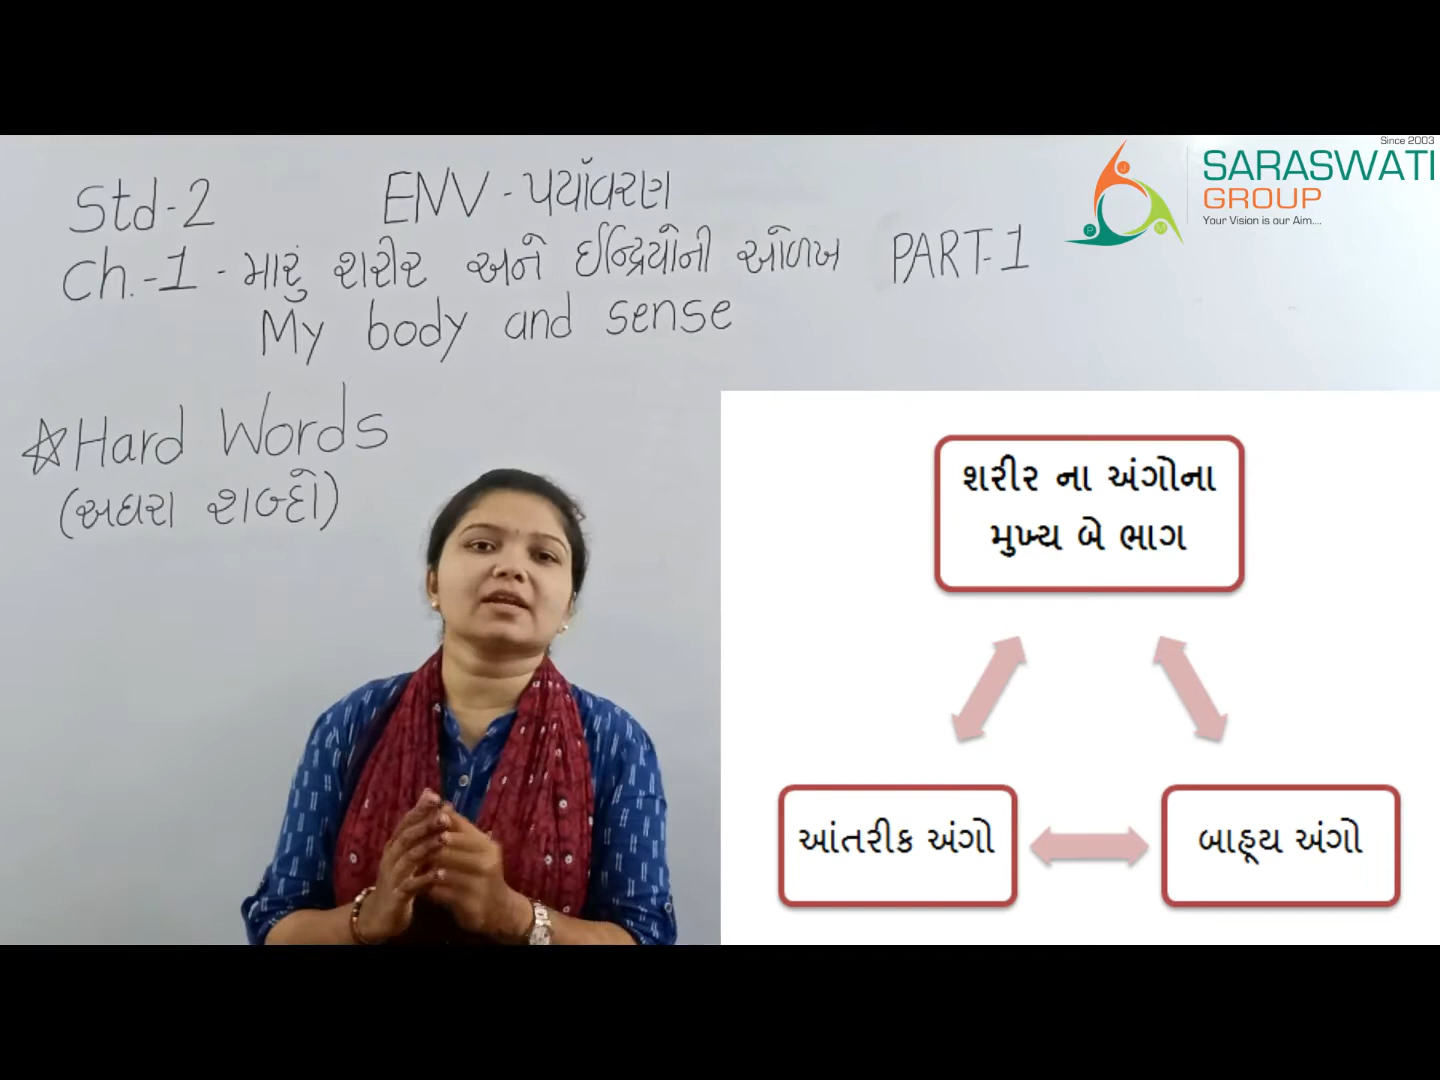 Since 2003
SARASWATI
GROUP
Your Vision is our Aim....
J
P
M
Std-2 ENV - પર્યાવરણ
Ch.-1 - મારું શરીર અને ઈન્દ્રિયોની ઓળખ PART-1
My body and sense
Hard Words
(અઘરા શબ્દો)
શરીર ના અંગોના
મુખ્ય બે ભાગ
આંતરીક અંગો
બાહ્ય અંગો